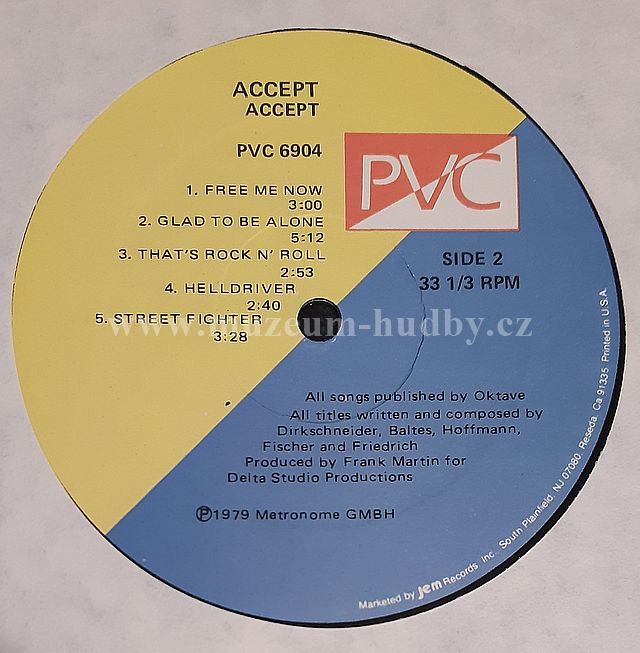 ACCEPT
ACCEPT
PVC 6904
PVC
1. FREE ME NOW
3:00
2. GLAD TO BE ALONE
5:12
3. THAT'S ROCK N' ROLL
2:53
4. HELLDRIVER
2:40
5. STREET FIGHTER
3:28
SIDE 2
33 1/3 RPM
www.muzeum-hudby.cz
All songs published by Oktave
All titles written and composed by
Dirkschneider, Baltes, Hoffmann,
Fischer and Friedrich
Produced by Frank Martin for
Delta Studio Productions
Ⓟ1979 Metronome GMBH
Marketed by jem Records Inc. South Plainfield, NJ 07080 Reseda, Ca 91335 Printed in U.S.A.